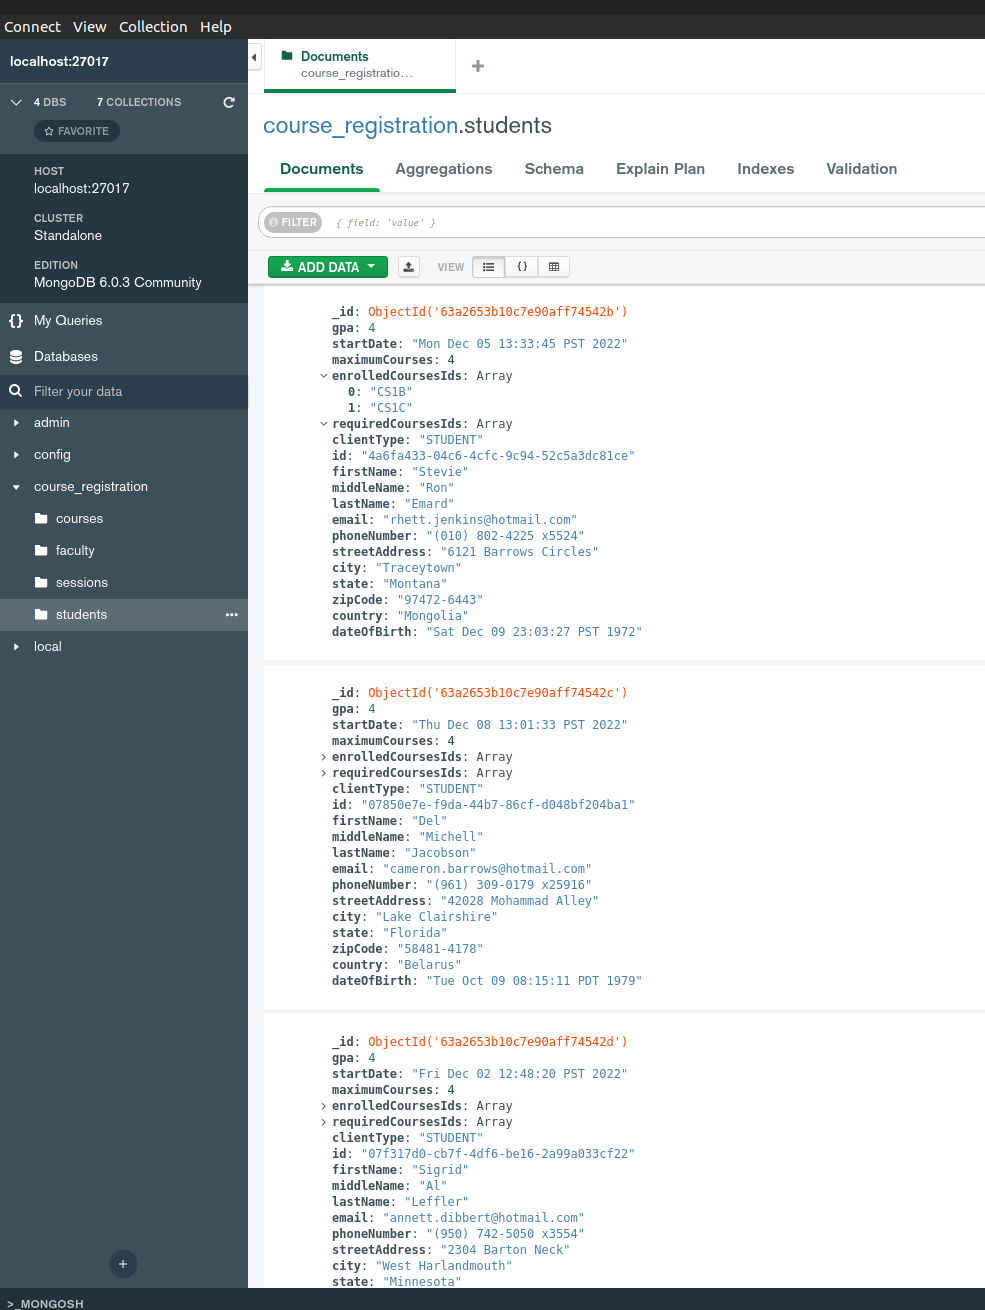 Connect View Collection Help
localhost:27017
4 DBS 7 COLLECTIONS
FAVORITE
HOST
localhost:27017
CLUSTER
Standalone
EDITION
MongoDB 6.0.3 Community
{} My Queries
Databases
Filter your data
admin
config
course_registration
courses
faculty
sessions
students ...
local
+
>_MONGOSH
Documents
course_registratio...
+
course_registration.students
Documents Aggregations Schema Explain Plan Indexes Validation
FILTER { field: 'value' }
ADD DATA VIEW {}
_id: ObjectId('63a2653b10c7e90aff74542b')
gpa: 4
startDate: "Mon Dec 05 13:33:45 PST 2022"
maximumCourses: 4
enrolledCoursesIds: Array
0: "CS1B"
1: "CS1C"
requiredCoursesIds: Array
clientType: "STUDENT"
id: "4a6fa433-04c6-4cfc-9c94-52c5a3dc81ce"
firstName: "Stevie"
middleName: "Ron"
lastName: "Emard"
email: "rhett.jenkins@hotmail.com"
phoneNumber: "(010) 802-4225 x5524"
streetAddress: "6121 Barrows Circles"
city: "Traceytown"
state: "Montana"
zipCode: "97472-6443"
country: "Mongolia"
dateOfBirth: "Sat Dec 09 23:03:27 PST 1972"
_id: ObjectId('63a2653b10c7e90aff74542c')
gpa: 4
startDate: "Thu Dec 08 13:01:33 PST 2022"
maximumCourses: 4
enrolledCoursesIds: Array
requiredCoursesIds: Array
clientType: "STUDENT"
id: "07850e7e-f9da-44b7-86cf-d048bf204ba1"
firstName: "Del"
middleName: "Michell"
lastName: "Jacobson"
email: "cameron.barrows@hotmail.com"
phoneNumber: "(961) 309-0179 x25916"
streetAddress: "42028 Mohammad Alley"
city: "Lake Clairshire"
state: "Florida"
zipCode: "58481-4178"
country: "Belarus"
dateOfBirth: "Tue Oct 09 08:15:11 PDT 1979"
_id: ObjectId('63a2653b10c7e90aff74542d')
gpa: 4
startDate: "Fri Dec 02 12:48:20 PST 2022"
maximumCourses: 4
enrolledCoursesIds: Array
requiredCoursesIds: Array
clientType: "STUDENT"
id: "07f317d0-cb7f-4df6-be16-2a99a033cf22"
firstName: "Sigrid"
middleName: "Al"
lastName: "Leffler"
email: "annett.dibbert@hotmail.com"
phoneNumber: "(950) 742-5050 x3554"
streetAddress: "2304 Barton Neck"
city: "West Harlandmouth"
state: "Minnesota"